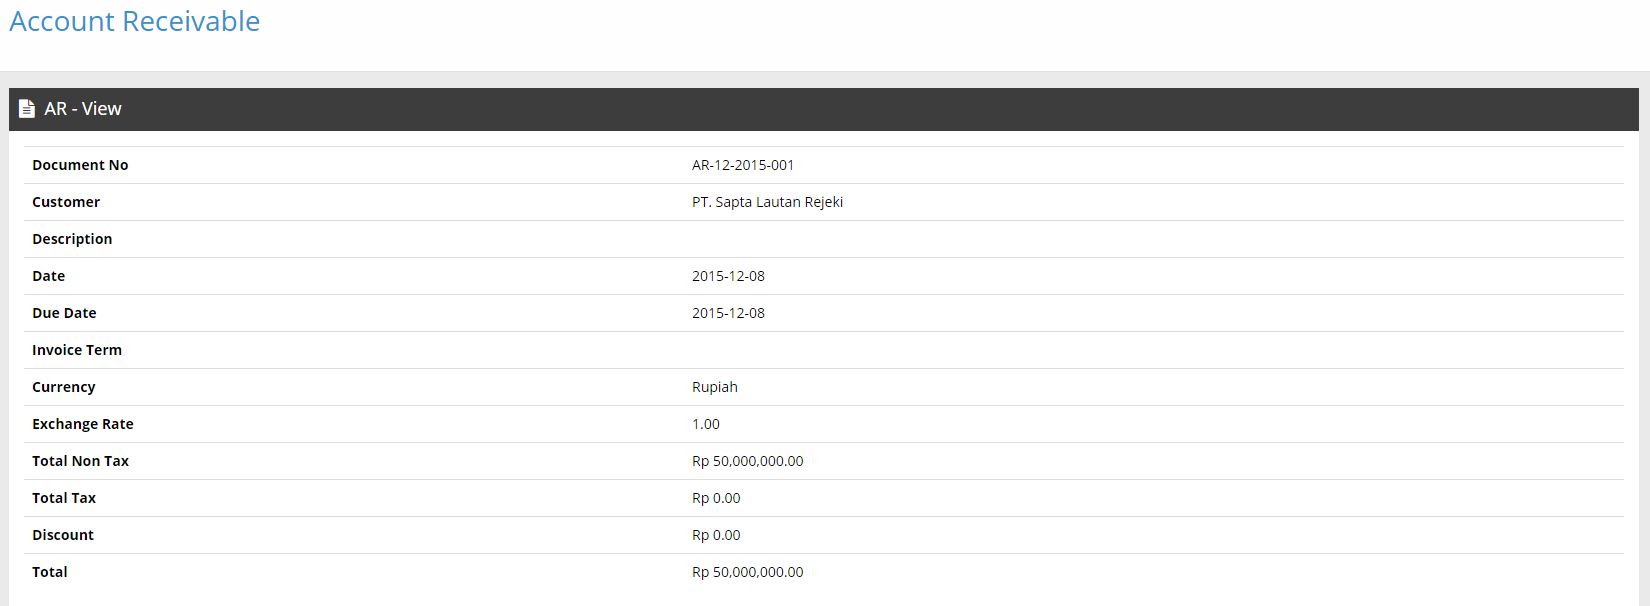 Account Receivable
AR - View
Document No AR-12-2015-001
Customer PT. Sapta Lautan Rejeki
Description
Date 2015-12-08
Due Date 2015-12-08
Invoice Term
Currency Rupiah
Exchange Rate 1.00
Total Non Tax Rp 50,000,000.00
Total Tax Rp 0.00
Discount Rp 0.00
Total Rp 50,000,000.00